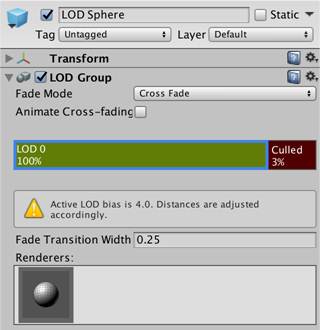 LOD Sphere
Static
Tag Untagged Layer Default
Transform
LOD Group
Fade Mode Cross Fade
Animate Cross-fading
LOD 0 Culled
100% 3%
Active LOD bias is 4.0. Distances are adjusted
accordingly.
Fade Transition Width 0.25
Renderers: